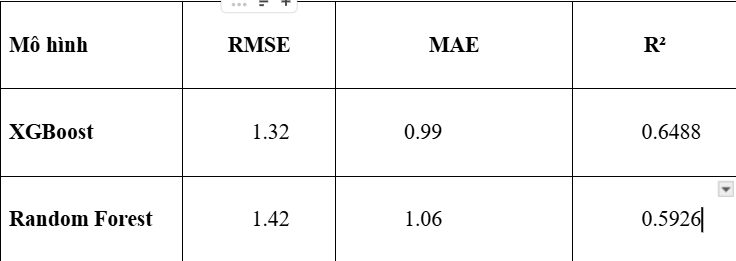 Mô hình RMSE MAE R²
XGBoost 1.32 0.99 0.6488
Random Forest 1.42 1.06 0.5926